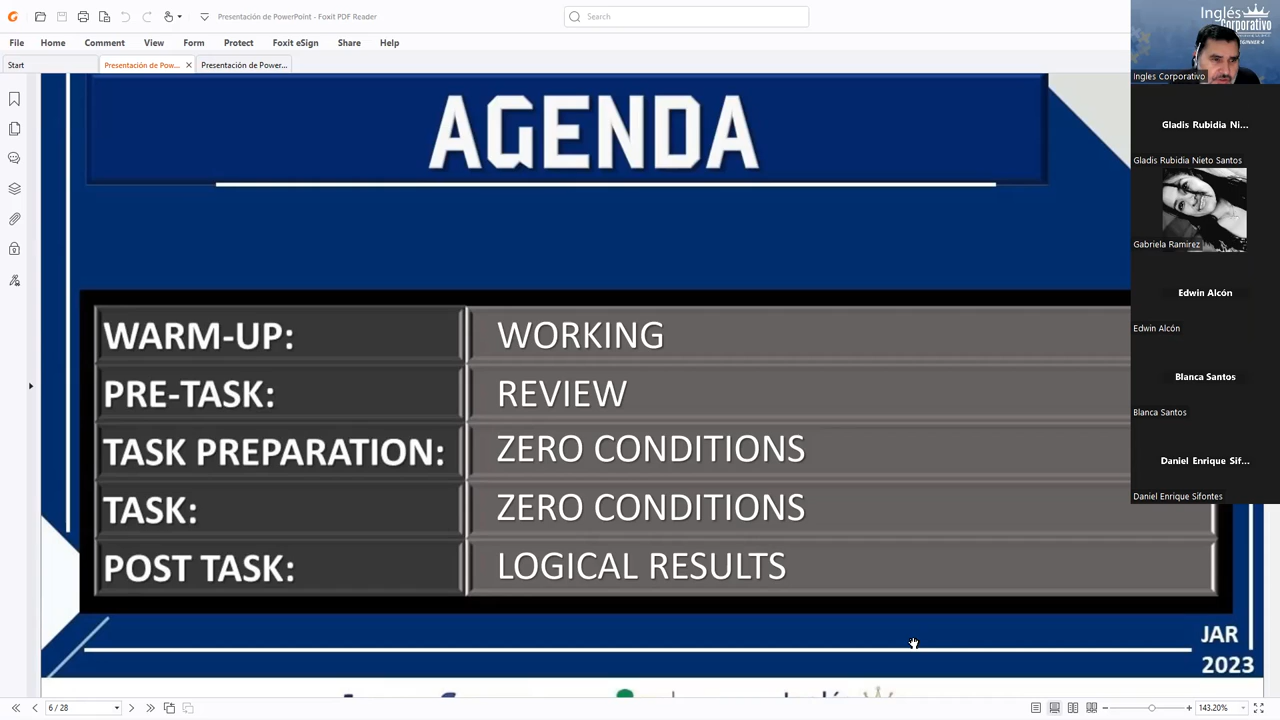 Presentación de PowerPoint - Foxit PDF Reader
Search
File Home Comment View Form Protect Foxit eSign Share Help
Start
Presentación de Pow...
Presentación de Power...
AGENDA
WARM-UP: WORKING
PRE-TASK: REVIEW
TASK PREPARATION: ZERO CONDITIONS
TASK: ZERO CONDITIONS
POST TASK: LOGICAL RESULTS
JAR
2023
Inglés
Corporativo
Ingles Corporativo
Gladis Rubidia Ni...
Gladis Rubidia Nieto Santos
Gabriela Ramirez
Edwin Alcón
Edwin Alcón
Blanca Santos
Blanca Santos
Daniel Enrique Sif...
Daniel Enrique Sifontes
6 / 28
143.20%